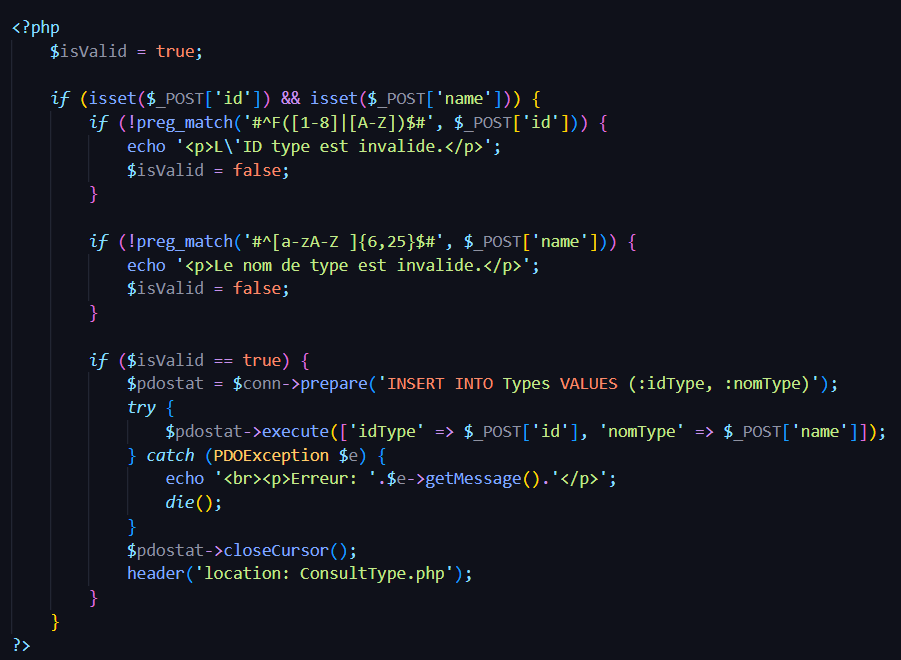 <?php
    $isValid = true;

    if (isset($_POST['id']) && isset($_POST['name'])) {
        if (!preg_match('#^F([1-8]|[A-Z])$#', $_POST['id'])) {
            echo '<p>L\'ID type est invalide.</p>';
            $isValid = false;
        }

        if (!preg_match('#^[a-zA-Z ]{6,25}$#', $_POST['name'])) {
            echo '<p>Le nom de type est invalide.</p>';
            $isValid = false;
        }

        if ($isValid == true) {
            $pdostat = $conn->prepare('INSERT INTO Types VALUES (:idType, :nomType)');
            try {
                $pdostat->execute(['idType' => $_POST['id'], 'nomType' => $_POST['name']]);
            } catch (PDOException $e) {
                echo '<br><p>Erreur: '.$e->getMessage().'</p>';
                die();
            }
            $pdostat->closeCursor();
            header('location: ConsultType.php');
        }
    }
?>